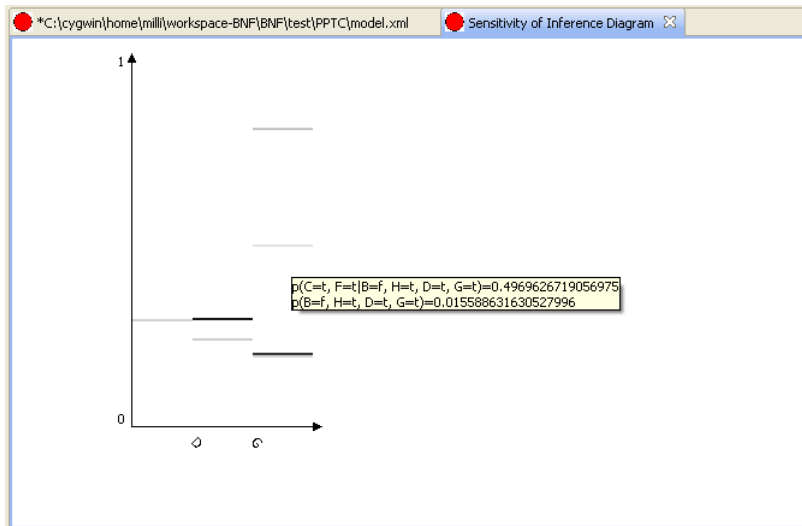 *C:\cygwin\home\milli\workspace-BNF\BNF\test\PPTC\model.xml
Sensitivity of Inference Diagram
1
p(C=t, F=t|B=f, H=t, D=t, G=t)=0.4969626719056975
p(B=f, H=t, D=t, G=t)=0.015588631630527996
0
D
G